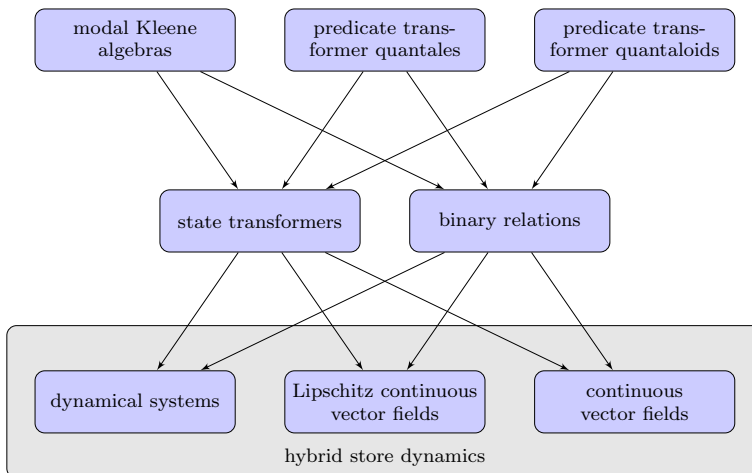 modal Kleene
algebras
predicate trans-
former quantales
predicate trans-
former quantaloids
state transformers
binary relations
dynamical systems
Lipschitz continuous
vector fields
continuous
vector fields
hybrid store dynamics